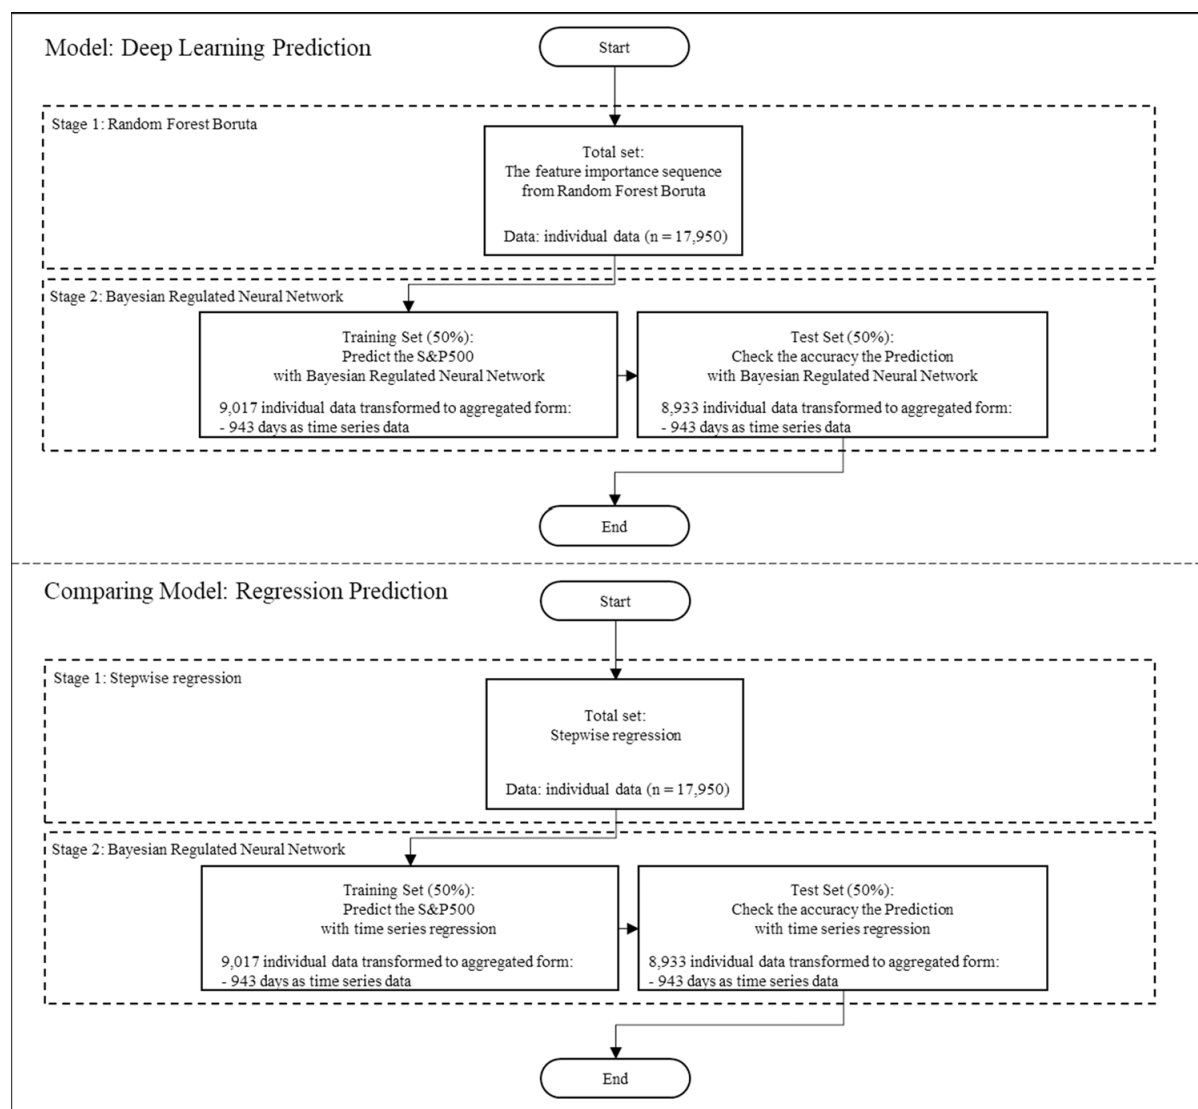 Model: Deep Learning Prediction
Start
Stage 1: Random Forest Boruta
Total set:
The feature importance sequence
from Random Forest Boruta
Data: individual data (n = 17,950)
Stage 2: Bayesian Regulated Neural Network
Training Set (50%):
Predict the S&P500
with Bayesian Regulated Neural Network
9,017 individual data transformed to aggregated form:
- 943 days as time series data
Test Set (50%):
Check the accuracy the Prediction
with Bayesian Regulated Neural Network
8,933 individual data transformed to aggregated form:
- 943 days as time series data
End
Comparing Model: Regression Prediction
Start
Stage 1: Stepwise regression
Total set:
Stepwise regression
Data: individual data (n = 17,950)
Stage 2: Bayesian Regulated Neural Network
Training Set (50%):
Predict the S&P500
with time series regression
9,017 individual data transformed to aggregated form:
- 943 days as time series data
Test Set (50%):
Check the accuracy the Prediction
with time series regression
8,933 individual data transformed to aggregated form:
- 943 days as time series data
End